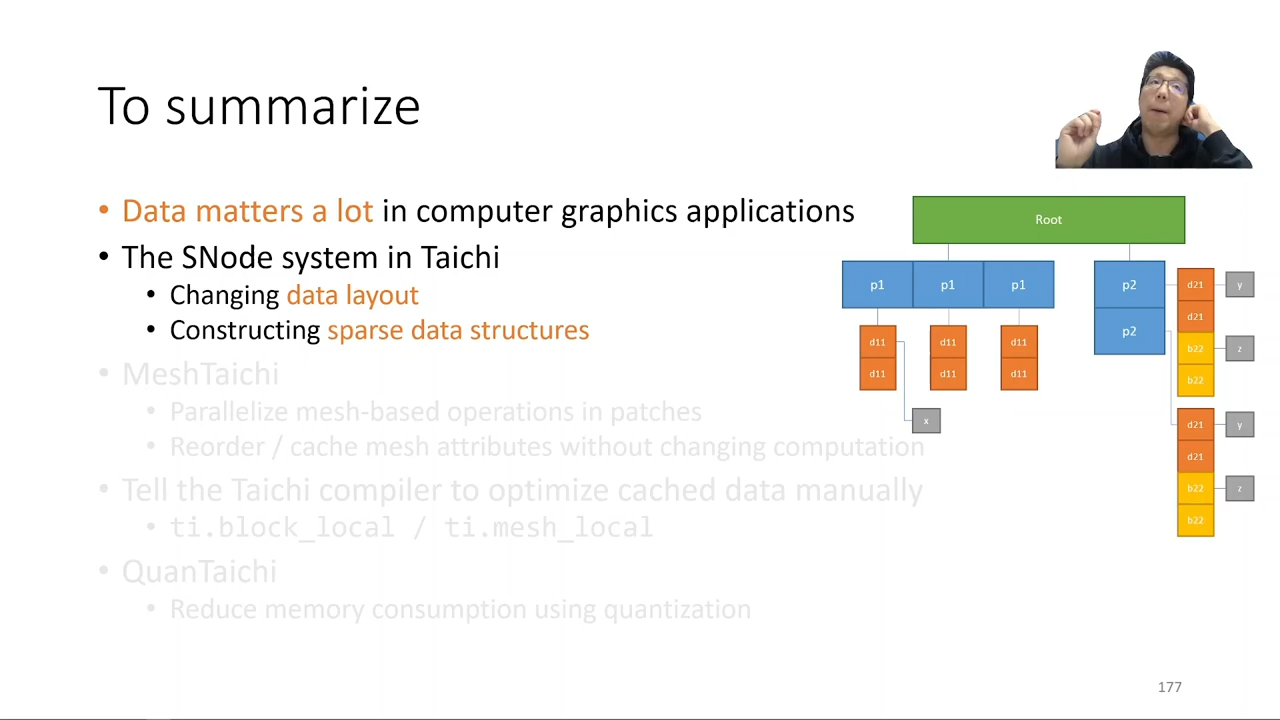 To summarize
• Data matters a lot in computer graphics applications
• The SNode system in Taichi
• Changing data layout
• Constructing sparse data structures
• MeshTaichi
• Parallelize mesh-based operations in patches
• Reorder / cache mesh attributes without changing computation
• Tell the Taichi compiler to optimize cached data manually
• ti.block_local / ti.mesh_local
• QuanTaichi
• Reduce memory consumption using quantization
Root
p1 p1 p1
d11 d11 d11
d11 d11 d11
x
p2
p2
d21 y
d21
b22 z
b22
d21 y
d21
b22 z
b22
177